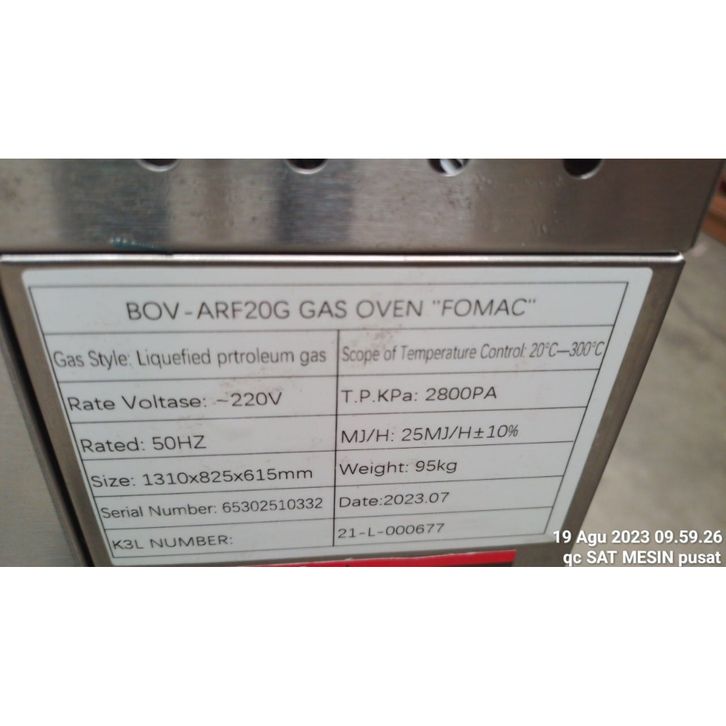 BOV-ARF20G GAS OVEN "FOMAC"
Gas Style: Liquefied prtroleum gas
Scope of Temperature Control: 20°C—300°C
Rate Voltase: ~220V
T.P.KPa: 2800PA
Rated: 50HZ
MJ/H: 25MJ/H±10%
Size: 1310x825x615mm
Weight: 95kg
Serial Number: 65302510332
Date:2023.07
K3L NUMBER:
21-L-000677
19 Agu 2023 09.59.26
qc SAT MESIN pusat